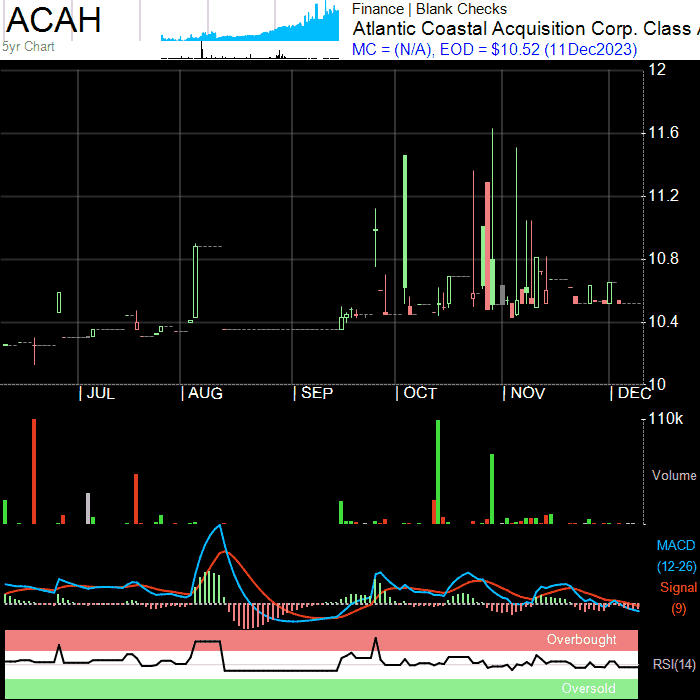 ACAH
5yr Chart
Finance | Blank Checks
Atlantic Coastal Acquisition Corp. Class A
MC = (N/A), EOD = $10.52 (11Dec2023)
12
11.6
11.2
10.8
10.4
10
JUL
AUG
SEP
OCT
NOV
DEC
110k
Volume
MACD
(12-26)
Signal
(9)
Overbought
RSI(14)
Oversold